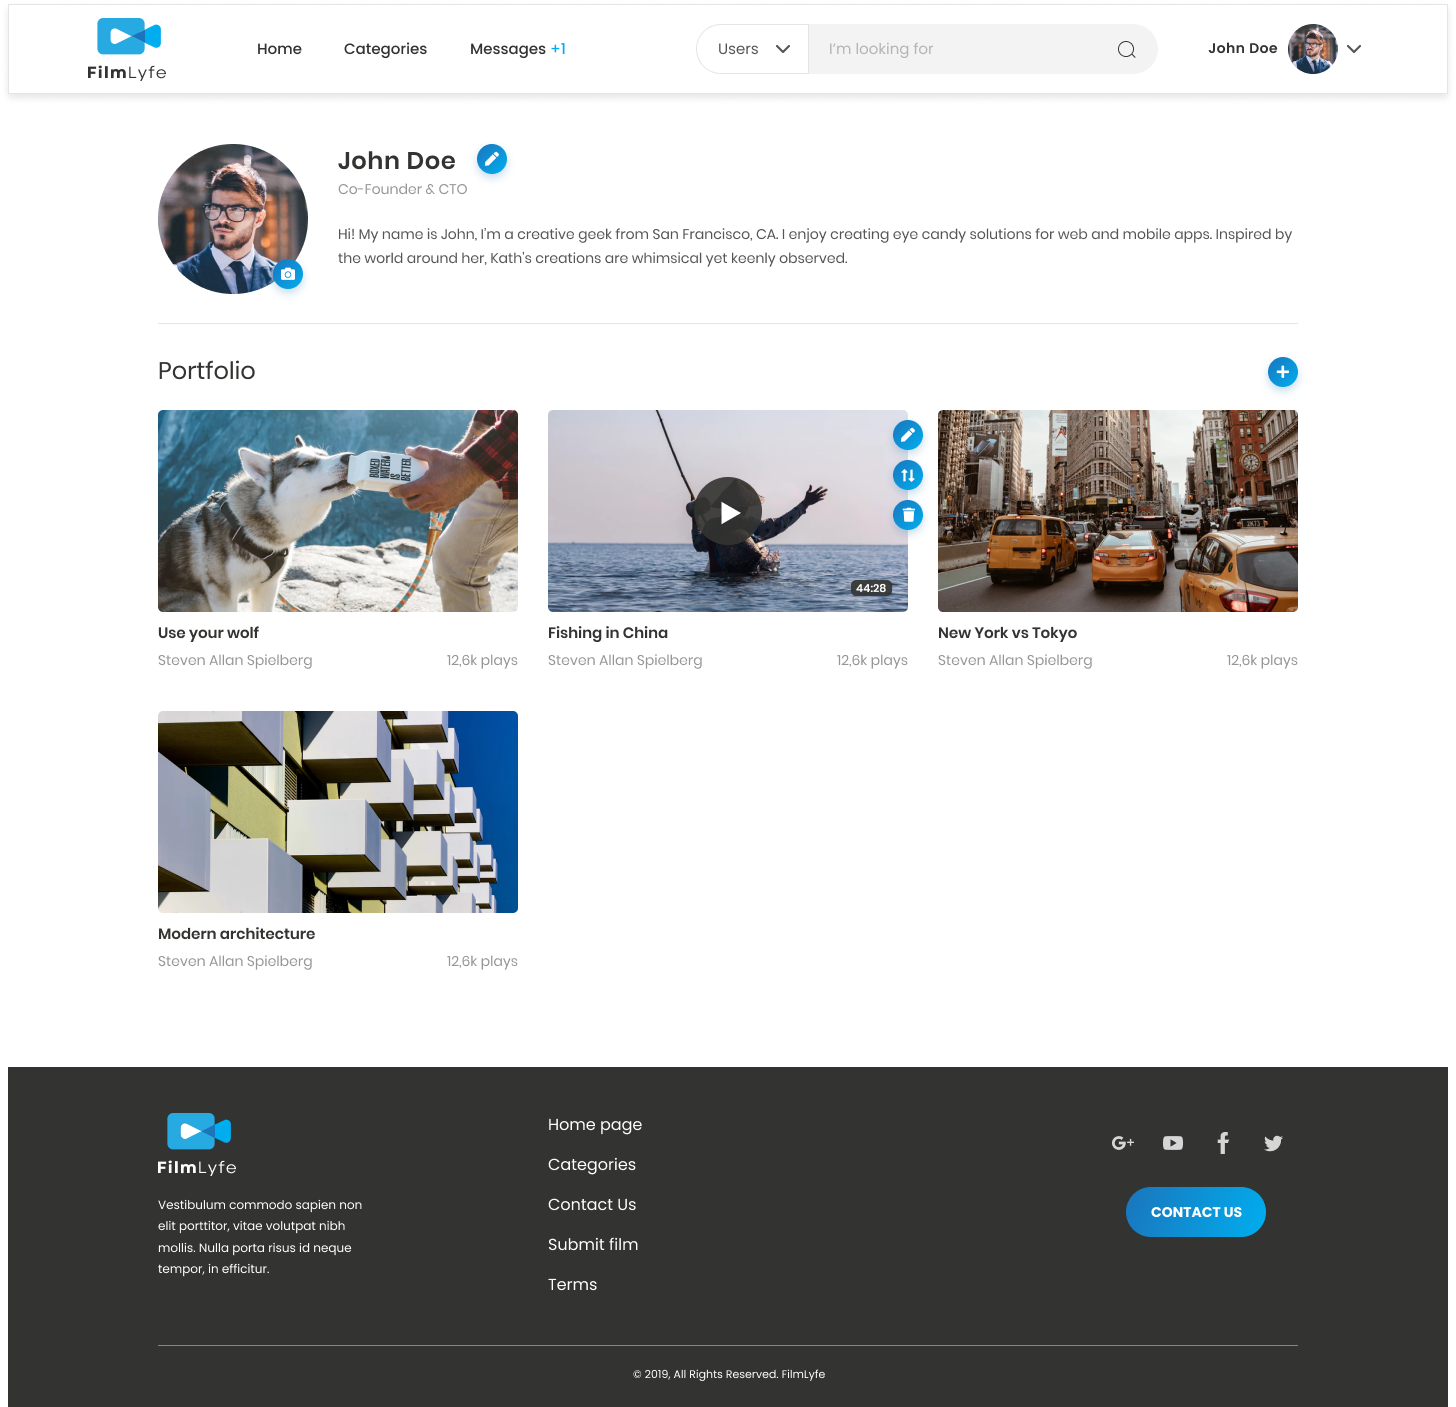 FilmLyfe
Home
Categories
Messages +1
Users
I'm looking for
John Doe
John Doe
Co-Founder & CTO
Hi! My name is John, I'm a creative geek from San Francisco, CA. I enjoy creating eye candy solutions for web and mobile apps. Inspired by
the world around her, Kath's creations are whimsical yet keenly observed.
Portfolio
BOXED
WATER
IS
BETTER.
44:28
Use your wolf
Steven Allan Spielberg
12,6k plays
Fishing in China
Steven Allan Spielberg
12,6k plays
New York vs Tokyo
Steven Allan Spielberg
12,6k plays
Modern architecture
Steven Allan Spielberg
12,6k plays
FilmLyfe
Vestibulum commodo sapien non
elit porttitor, vitae volutpat nibh
mollis. Nulla porta risus id neque
tempor, in efficitur.
Home page
Categories
Contact Us
Submit film
Terms
G+
CONTACT US
© 2019, All Rights Reserved. FilmLyfe